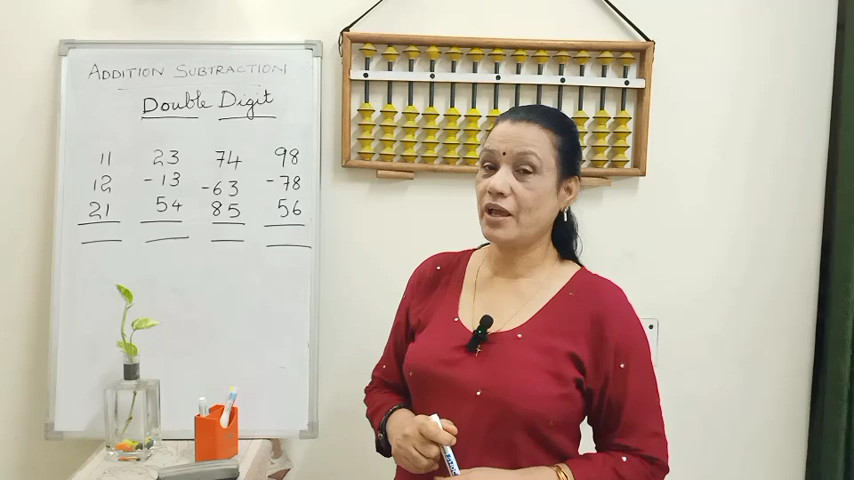 ADDITION SUBTRACTION
Double Digit
11 23 74 98
12 -13 -63 -78
21 54 85 56